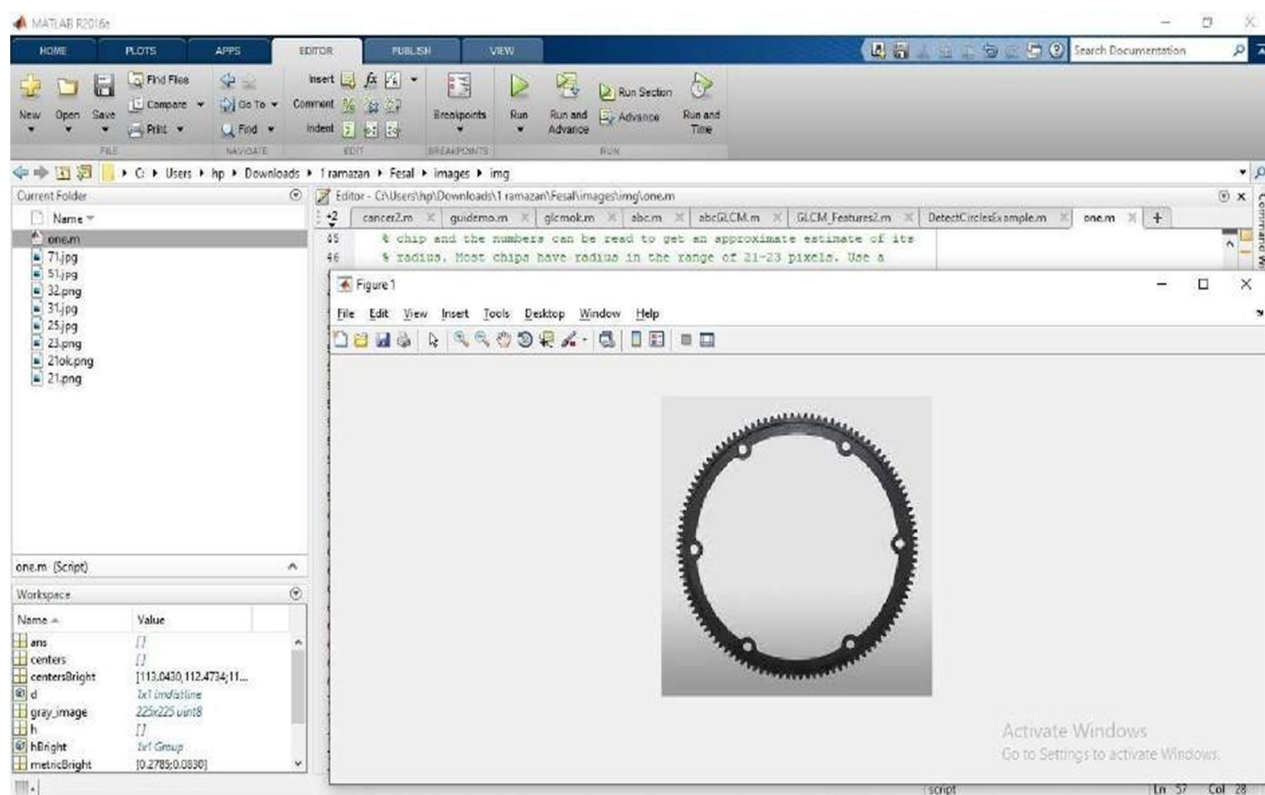 MATLAB R2016a
HOME PLOTS APPS EDITOR PUBLISH VIEW Search Documentation
New Open Save Find Files Compare Print Go To Find Insert Comment Indent Breakpoints Run Run and Advance Run Section Advance Run and Time
FILE NAVIGATE EDIT BREAKPOINTS RUN
C: Users hp Downloads 1 ramazan Fesal images img
Current Folder
Name
one.m
71.jpg
51.jpg
32.png
31.jpg
25.jpg
23.png
21ok.png
21.png
one.m (Script)
Workspace
Name Value
ans []
centers []
centersBright [113.0430,112.4734;11...
d 1x1 imdistline
gray_image 225x225 uint8
h []
hBright 1x1 Group
metricBright [0.2785;0.0830]
Editor - C:\Users\hp\Downloads\1 ramazan\Fesal\images\img\one.m
+2 cancer2.m guidemo.m glcmok.m abc.m abcGLCM.m GLCM_Features2.m DetectCirclesExample.m one.m +
45 % chip and the numbers can be read to get an approximate estimate of its
46 % radius. Most chips have radius in the range of 21-23 pixels. Use a
Figure 1
File Edit View Insert Tools Desktop Window Help
Activate Windows
Go to Settings to activate Windows.
script Ln 57 Col 28